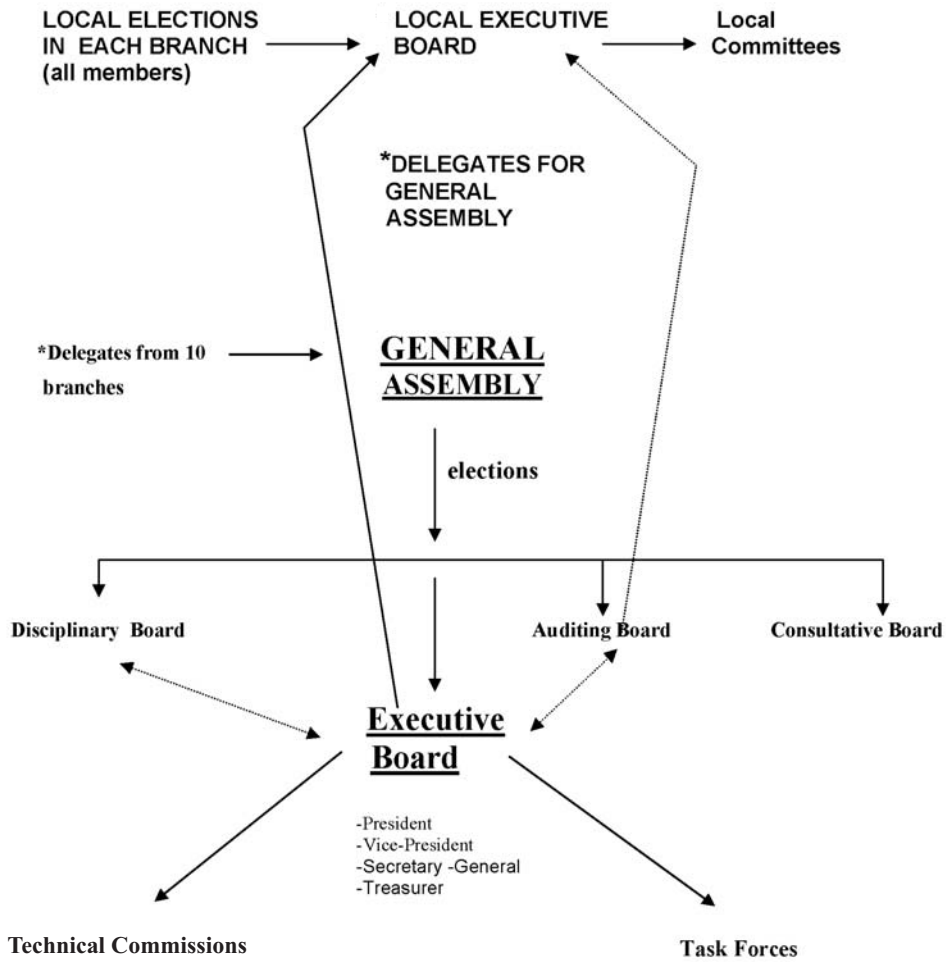 LOCAL ELECTIONS
IN EACH BRANCH
(all members)
LOCAL EXECUTIVE
BOARD
Local
Committees
*DELEGATES FOR
GENERAL
ASSEMBLY
*Delegates from 10
branches
GENERAL
ASSEMBLY
elections
Disciplinary Board
Auditing Board
Consultative Board
Executive
Board
-President
-Vice-President
-Secretary -General
-Treasurer
Technical Commissions
Task Forces